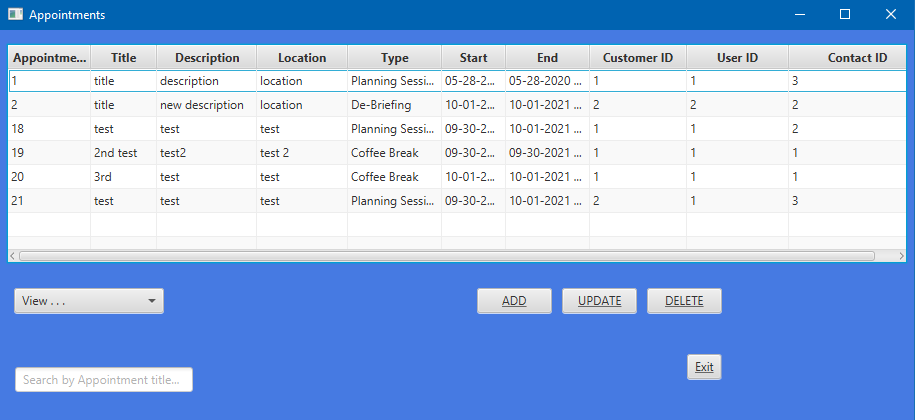 Appointments
Appointme... Title Description Location Type Start End Customer ID User ID Contact ID
1 title description location Planning Sessi... 05-28-2... 05-28-2020 ... 1 1 3
2 title new description location De-Briefing 10-01-2... 10-01-2021 ... 2 2 2
18 test test test Planning Sessi... 09-30-2... 10-01-2021 ... 1 1 2
19 2nd test test2 test 2 Coffee Break 09-30-2... 09-30-2021 ... 1 1 1
20 3rd test test Coffee Break 10-01-2... 10-01-2021 ... 1 1 1
21 test test test Planning Sessi... 09-30-2... 10-01-2021 ... 2 1 3
View . . . ADD UPDATE DELETE
Exit
Search by Appointment title...